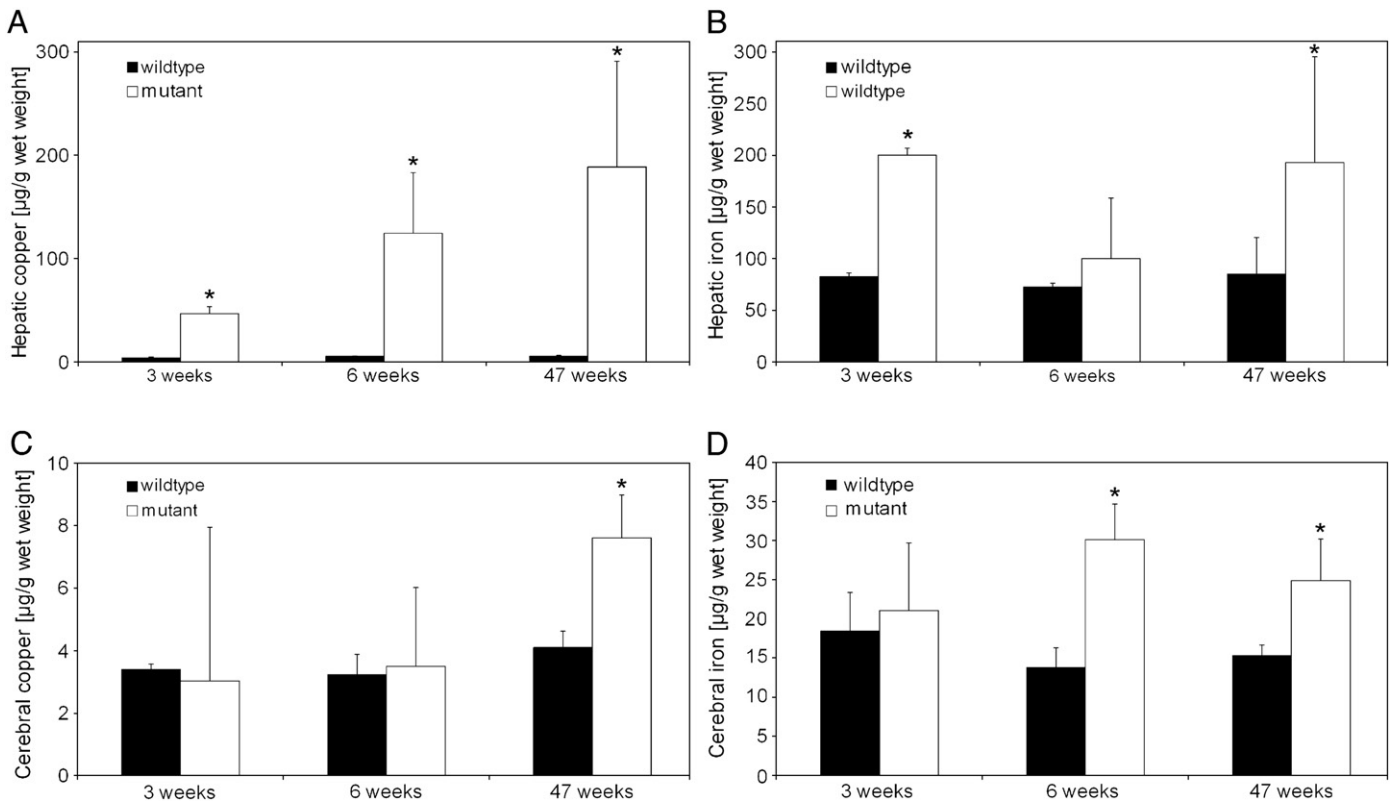 A
Hepatic copper [µg/g wet weight]
300
200
100
0
wildtype
mutant
*
*
*
3 weeks
6 weeks
47 weeks
B
Hepatic iron [µg/g wet weight]
300
250
200
150
100
50
0
wildtype
wildtype
*
*
3 weeks
6 weeks
47 weeks
C
Cerebral copper [µg/g wet weight]
10
8
6
4
2
0
wildtype
mutant
*
3 weeks
6 weeks
47 weeks
D
Cerebral iron [µg/g wet weight]
40
35
30
25
20
15
10
5
0
wildtype
mutant
*
*
3 weeks
6 weeks
47 weeks